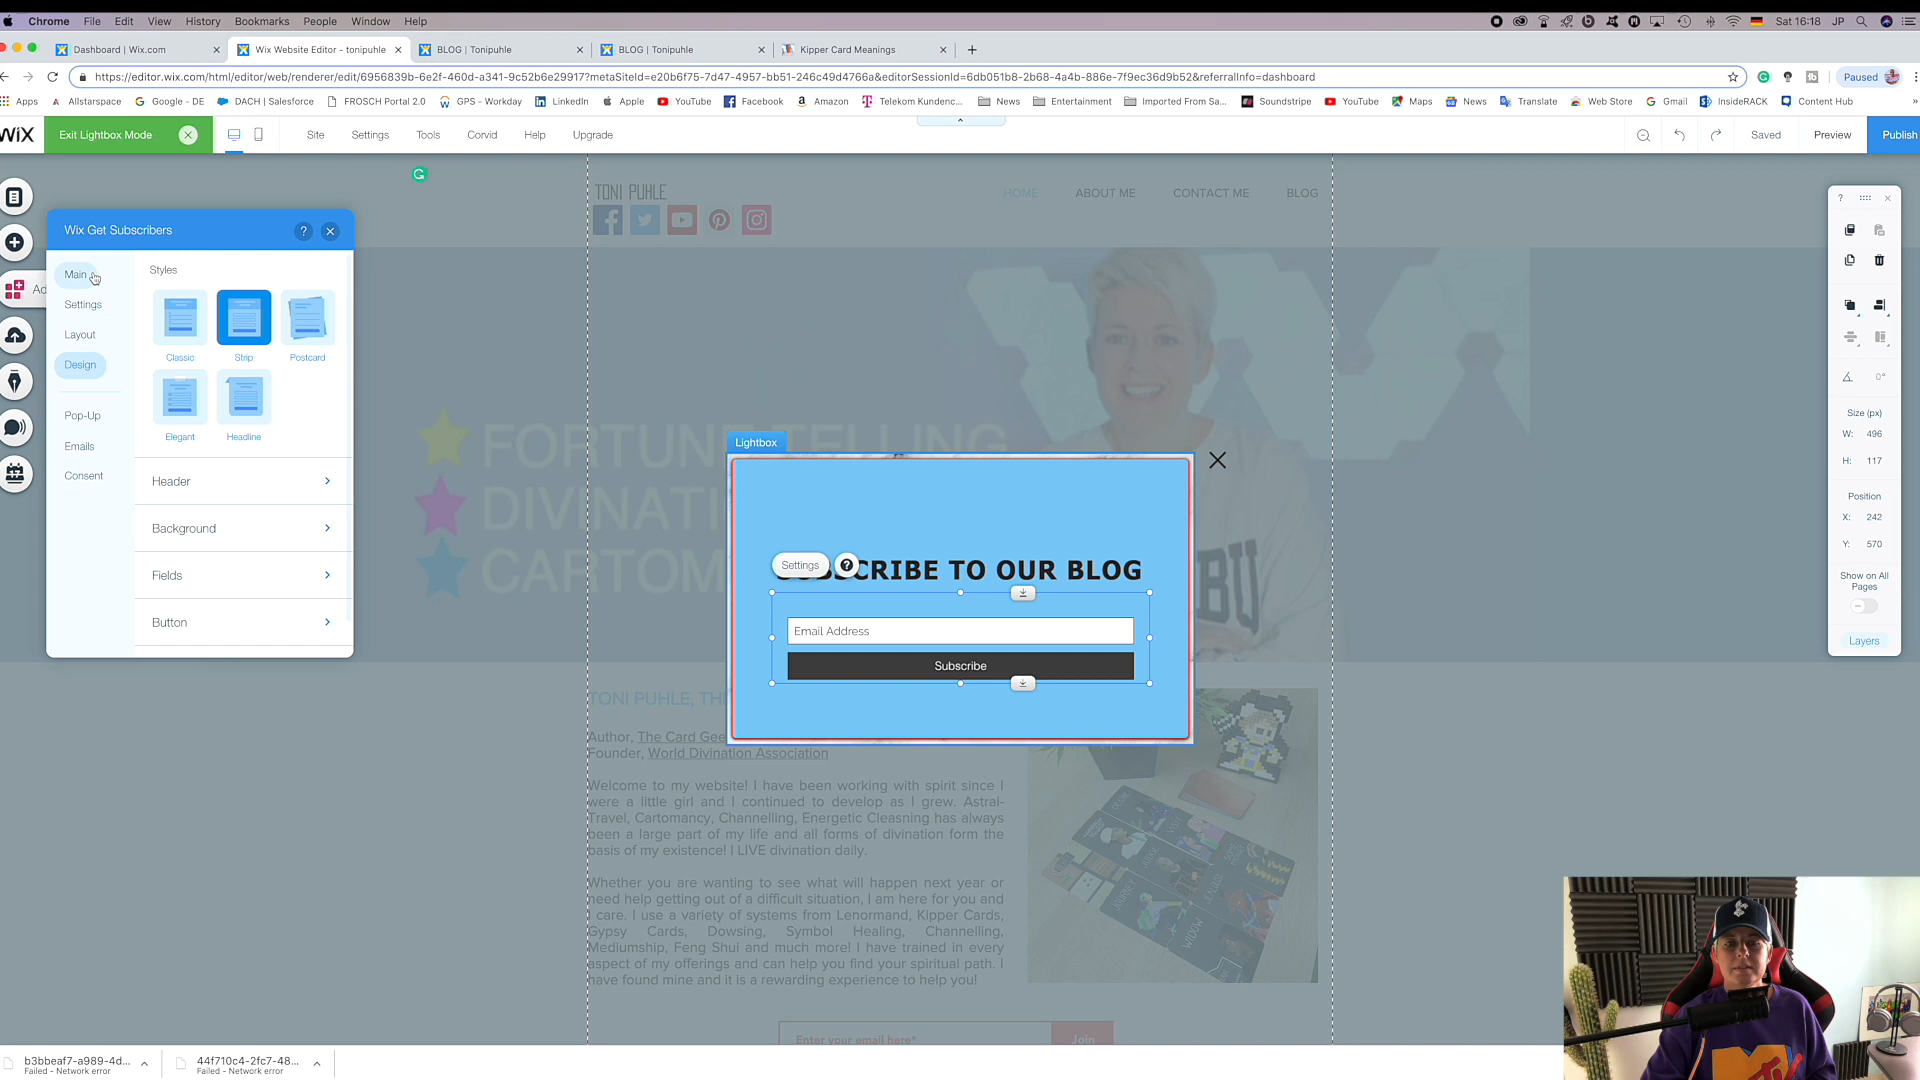 Chrome File Edit View History Bookmarks People Window Help Sat 16:18 JP
Dashboard | Wix.com Wix Website Editor - tonipuhle BLOG | Tonipuhle BLOG | Tonipuhle Kipper Card Meanings
https://editor.wix.com/html/editor/web/renderer/edit/6956839b-6e2f-460d-a341-9c52b6e29917?metaSiteId=e20b6f75-7d47-4957-bb51-246c49d4766a&editorSessionId=6db051b8-2b68-4a4b-886e-7f9ec36d9b52&referralInfo=dashboard Paused
Apps Allstarspace Google - DE DACH | Salesforce FROSCH Portal 2.0 GPS - Workday LinkedIn Apple YouTube Facebook Amazon Telekom Kundenc... News Entertainment Imported From Sa... Soundstripe YouTube Maps News Translate Web Store Gmail InsideRACK Content Hub »
WiX Exit Lightbox Mode Site Settings Tools Corvid Help Upgrade Saved Preview Publish
TONI PUHLE
HOME ABOUT ME CONTACT ME BLOG
Wix Get Subscribers ?
Main
Settings
Layout
Design
Pop-Up
Emails
Consent
Styles
Classic Strip Postcard
Elegant Headline
Header
Background
Fields
Button
Ad
FORTUNE TELLING
DIVINATI
CARTOM
Lightbox
Settings ?
SUBSCRIBE TO OUR BLOG
Email Address
Subscribe
?
0°
Size (px)
W: 496
H: 117
Position
X: 242
Y: 570
Show on All
Pages
Layers
TONI PUHLE, TH
Author, The Card Gee
Founder, World Divination Association
Welcome to my website! I have been working with spirit since I
were a little girl and I continued to develop as I grew. Astral-
Travel, Cartomancy, Channelling, Energetic Cleasning has always
been a large part of my life and all forms of divination form the
basis of my existence! I LIVE divination daily.
Whether you are wanting to see what will happen next year or
need help getting out of a difficult situation, I am here for you and
I care. I use a variety of systems from Lenormand, Kipper Cards,
Gypsy Cards, Dowsing, Symbol Healing, Channelling,
Mediumship, Feng Shui and much more! I have trained in every
aspect of my offerings and can help you find your spiritual path. I
have found mine and it is a rewarding experience to help you!
WIDOW
JOURNEY
Enter your email here* Join
b3bbeaf7-a989-4d...
Failed - Network error
44f710c4-2fc7-48...
Failed - Network error